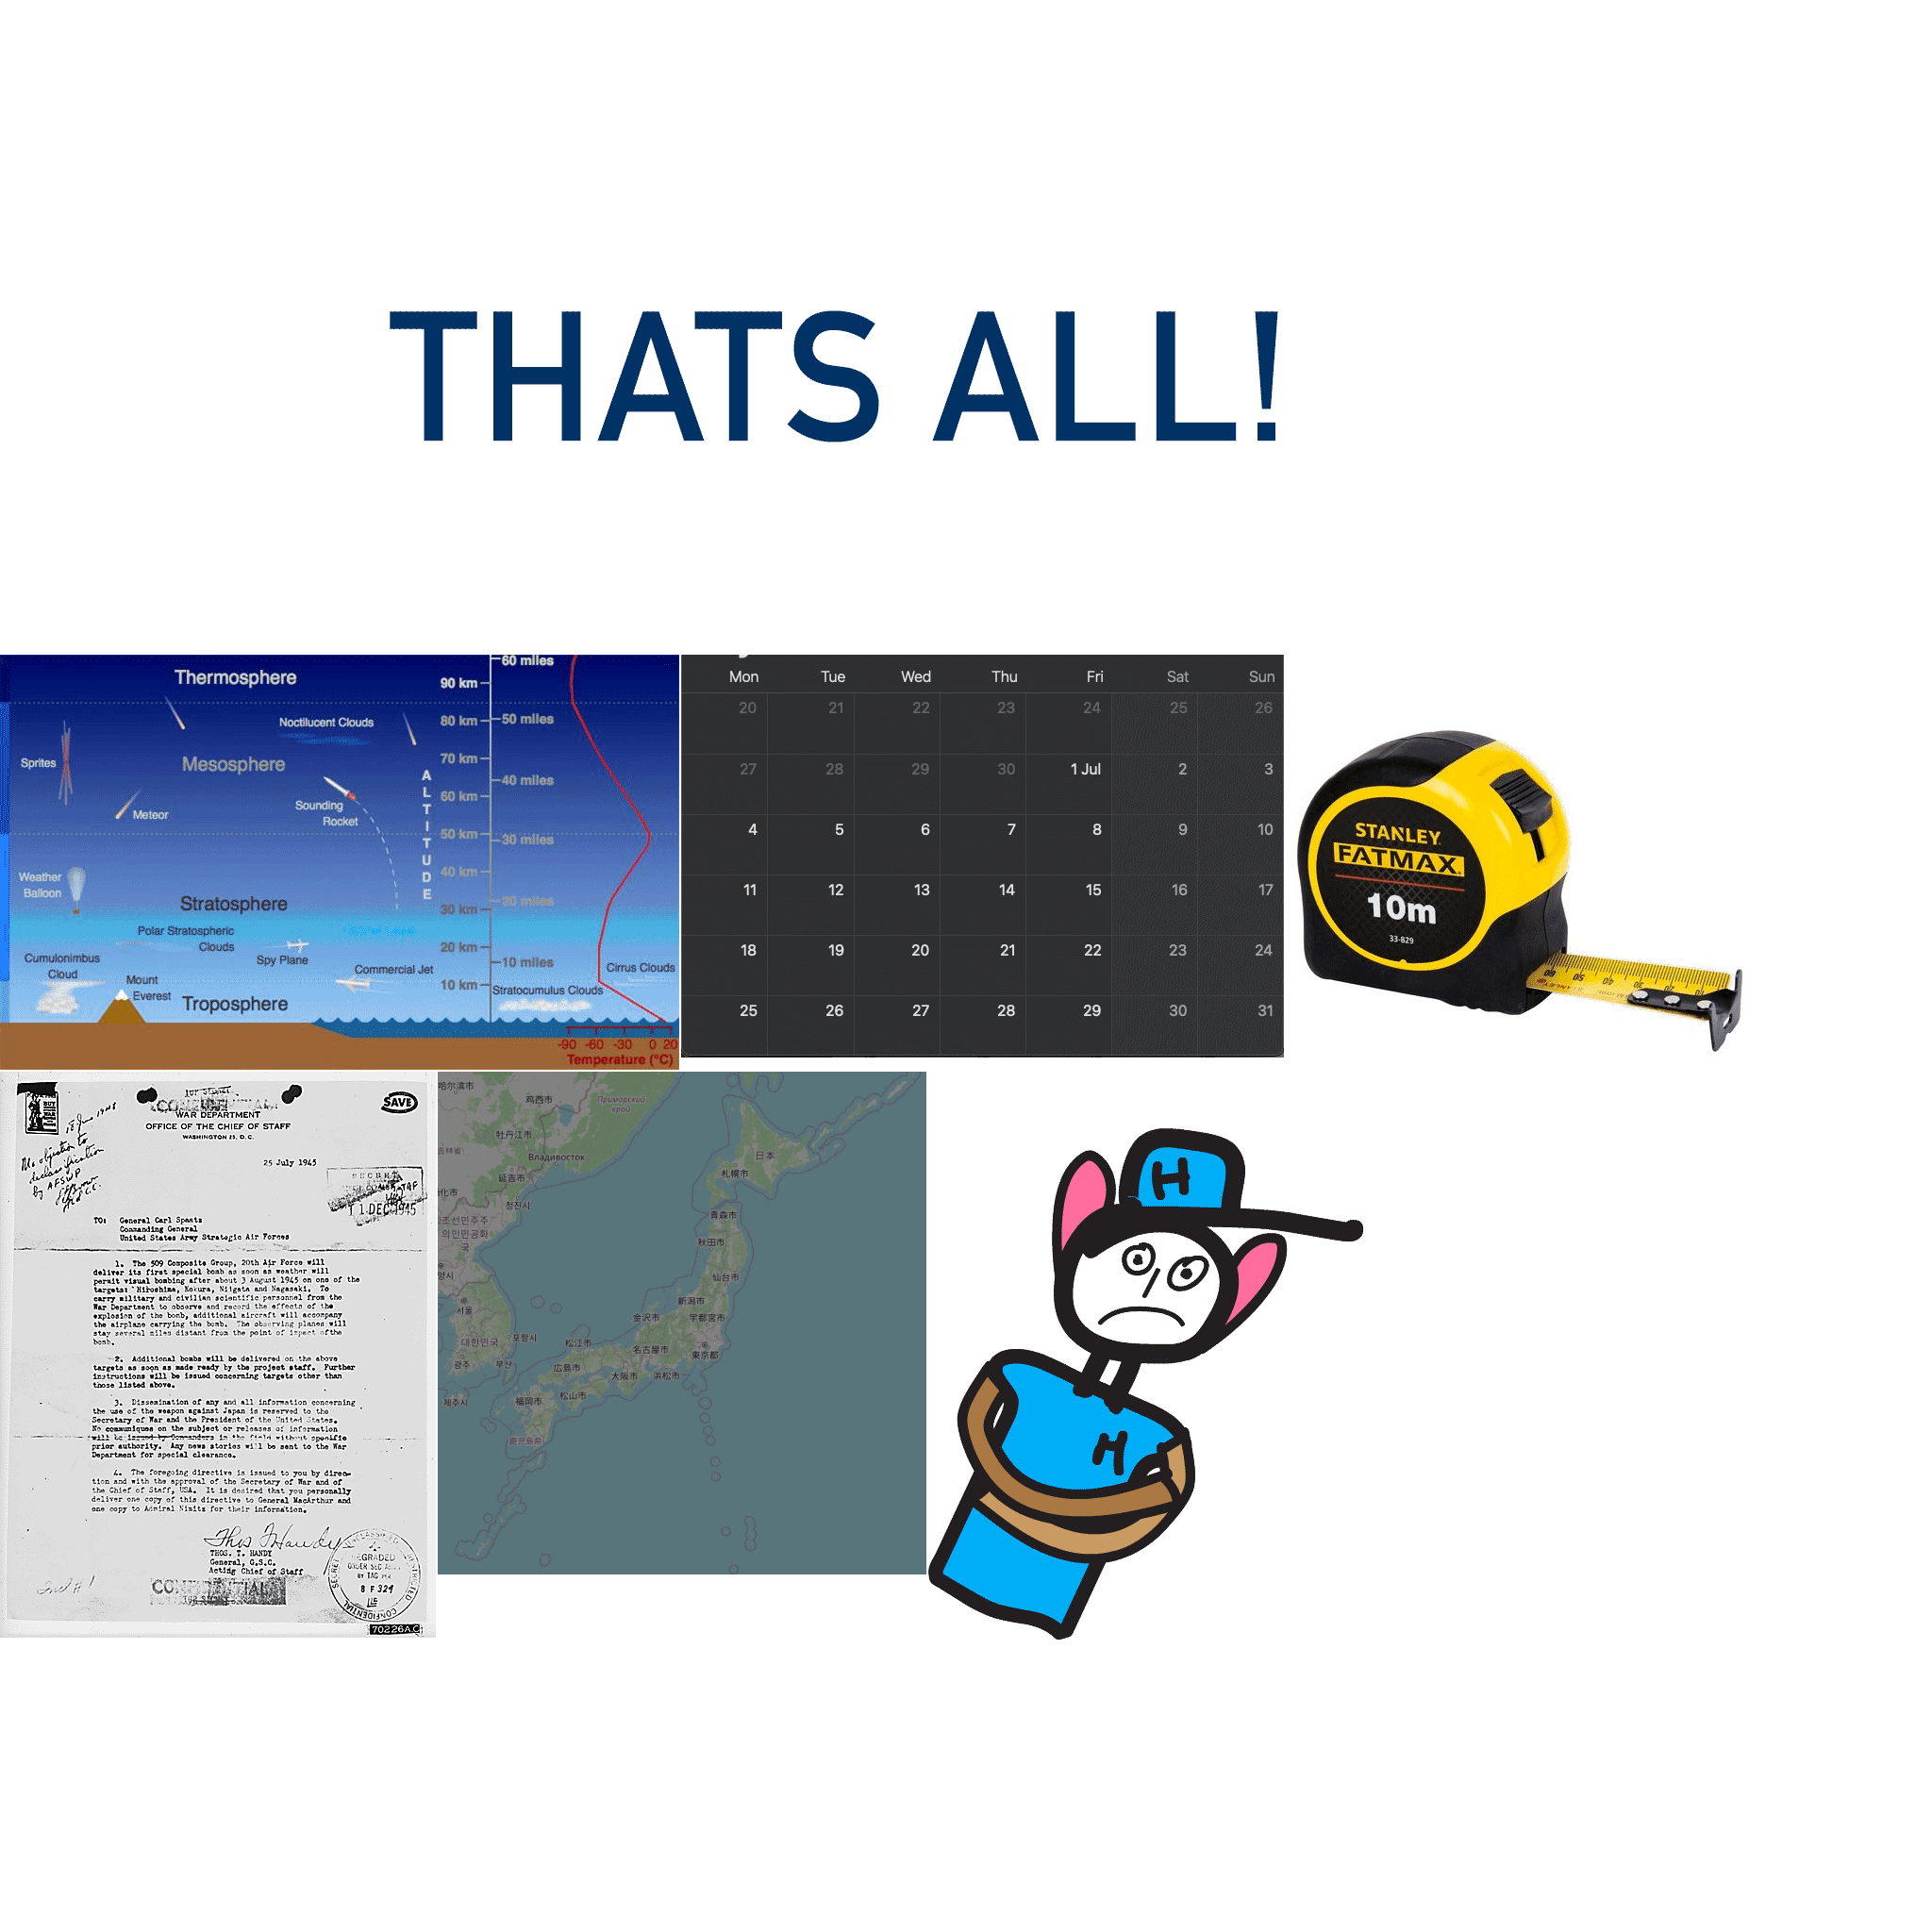 THATS ALL!
60 miles
Thermosphere
90 km
Noctilucent Clouds
80 km
50 miles
Sprites
Mesosphere
70 km
40 miles
ALTITUDE
60 km
Sounding
Rocket
Meteor
50 km
30 miles
Weather
Balloon
40 km
Stratosphere
30 km
20 miles
Polar Stratospheric
Clouds
20 km
Spy Plane
Cumulonimbus
Cloud
10 miles
Commercial Jet
Cirrus Clouds
Mount
Everest
10 km
Stratocumulus Clouds
Troposphere
-90 -60 -30 0 20
Temperature (°C)
Mon Tue Wed Thu Fri Sat Sun
20 21 22 23 24 25 26
27 28 29 30 1 Jul 2 3
4 5 6 7 8 9 10
11 12 13 14 15 16 17
18 19 20 21 22 23 24
25 26 27 28 29 30 31
STANLEY
FATMAX
10m
33-829
SAVE
WAR DEPARTMENT
OFFICE OF THE CHIEF OF STAFF
WASHINGTON 25, D.C.
25 July 1945
No objection to
declassification
by AFSWP
11 DEC 1945
TO: General Carl Spaatz
Commanding General
United States Army Strategic Air Forces
1. The 509 Composite Group, 20th Air Force will
deliver its first special bomb as soon as weather will
permit visual bombing after about 3 August 1945 on one of the
targets: Hiroshima, Kokura, Niigata and Nagasaki. To
carry military and civilian scientific personnel from the
War Department to observe and record the effects of the
explosion of the bomb, additional aircraft will accompany
the airplane carrying the bomb. The observing planes will
stay several miles distant from the point of impact of the
bomb.
2. Additional bombs will be delivered on the above
targets as soon as made ready by the project staff. Further
instructions will be issued concerning targets other than
those listed above.
3. Dissemination of any and all information concerning
the use of the weapon against Japan is reserved to the
Secretary of War and the President of the United States.
No communiques on the subject or releases of information
will be issued by Commanders in the field without specific
prior authority. Any news stories will be sent to the War
Department for special clearance.
4. The foregoing directive is issued to you by direc-
tion and with the approval of the Secretary of War and of
the Chief of Staff, USA. It is desired that you personally
deliver one copy of this directive to General MacArthur and
one copy to Admiral Nimitz for their information.
Thos T Handy
THOS. T. HANDY
General, G.S.C.
Acting Chief of Staff
CONFIDENTIAL
70226AC
哈尔滨市
鸡西市
Приморский
край
牡丹江市
Владивосток
延吉市
청진시
日本
札幌市
青森市
秋田市
仙台市
新潟市
金沢市
宇都宮市
서울
대한민국
포항시
松江市
名古屋市
東京都
광주
부산
広島市
大阪市
浜松市
제주시
福岡市
松山市
鹿児島県
H
H